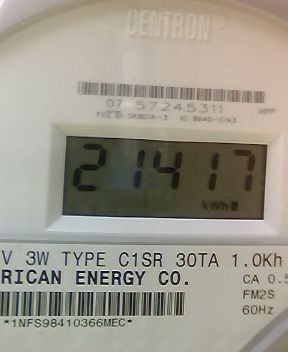 CENTRON®
07 57245311
21417
kWh
V 3W TYPE C1SR 30TA 1.0Kh
RICAN ENERGY CO.
CA 0.5
FM2S
60Hz
*1NFS98410366MEC*